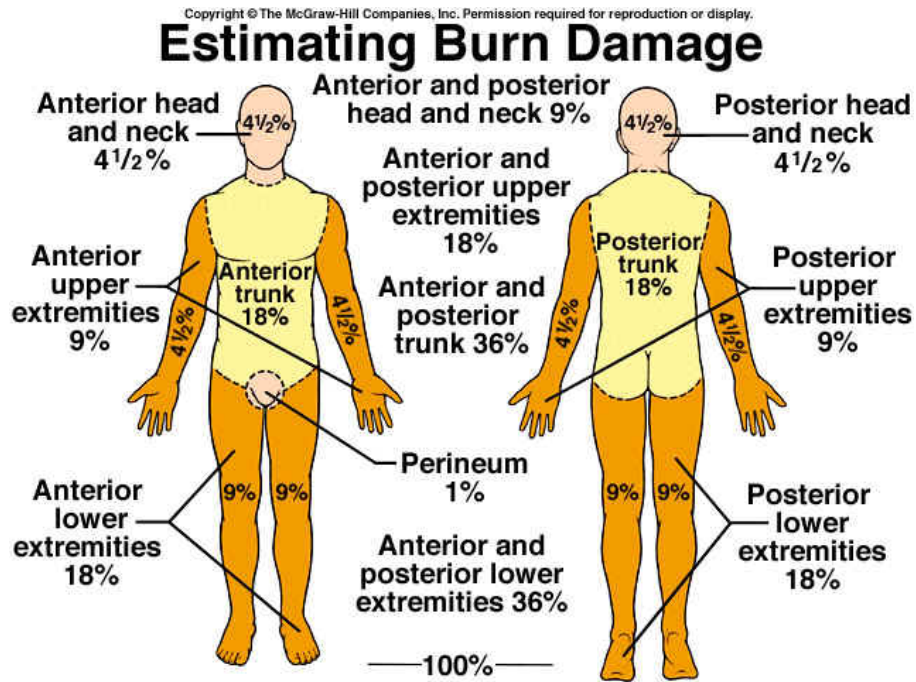 Copyright © The McGraw-Hill Companies, Inc. Permission required for reproduction or display.
Estimating Burn Damage
Anterior head
and neck
4 1/2%
4 1/2%
Anterior and posterior
head and neck 9%
4 1/2%
Posterior head
and neck
4 1/2%
Anterior and
posterior upper
extremities
18%
Anterior
upper
extremities
9%
Anterior
trunk
18%
4 1/2%
4 1/2%
Anterior and
posterior
trunk 36%
Posterior
trunk
18%
4 1/2%
4 1/2%
Posterior
upper
extremities
9%
Perineum
1%
Anterior
lower
extremities
18%
9%
9%
Anterior and
posterior lower
extremities 36%
9%
9%
Posterior
lower
extremities
18%
100%